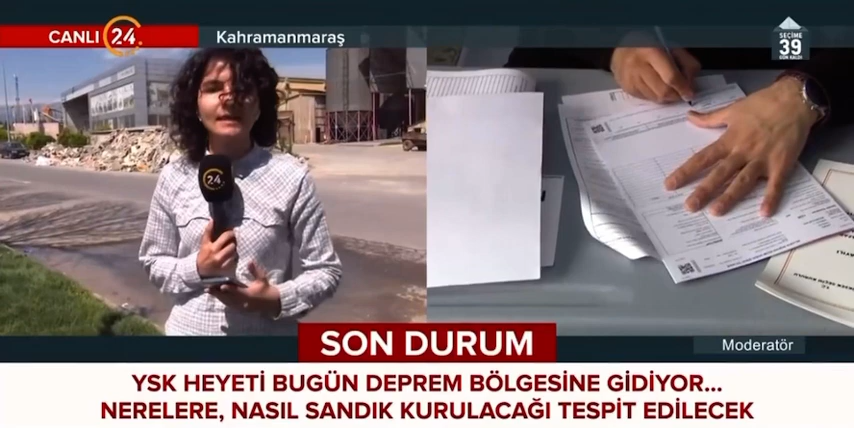 CANLI 24
Kahramanmaraş
SEÇİME
39
GÜN KALDI
24
Moderatör
SON DURUM
YSK HEYETİ BUGÜN DEPREM BÖLGESİNE GİDİYOR...
NERELERE, NASIL SANDIK KURULACAĞI TESPİT EDİLECEK